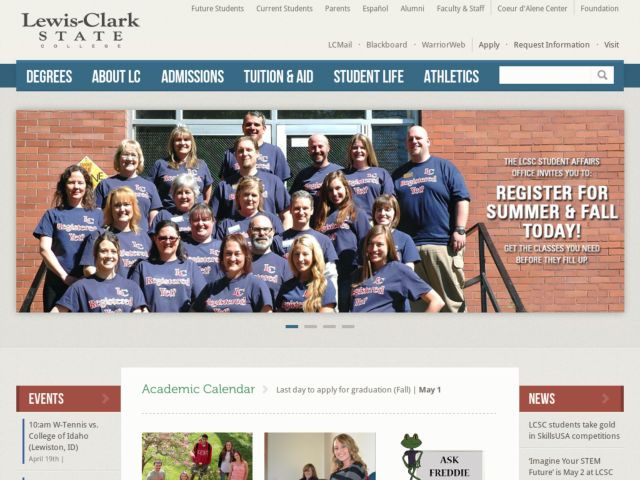 Future Students Current Students Parents Español Alumni Faculty & Staff Coeur d'Alene Center Foundation
Lewis-Clark
STATE
COLLEGE
LCMail · Blackboard · WarriorWeb Apply · Request Information · Visit
DEGREES ABOUT LC ADMISSIONS TUITION & AID STUDENT LIFE ATHLETICS
THE LCSC STUDENT AFFAIRS
OFFICE INVITES YOU TO:
REGISTER FOR
SUMMER & FALL
TODAY!
GET THE CLASSES YOU NEED
BEFORE THEY FILL UP.
LC
Registered
Yet?
EVENTS
10:am W-Tennis vs.
College of Idaho
(Lewiston, ID)
April 19th |
Academic Calendar
Last day to apply for graduation (Fall) | May 1
ASK
FREDDIE
NEWS
LCSC students take gold
in SkillsUSA competitions
'Imagine Your STEM
Future' is May 2 at LCSC